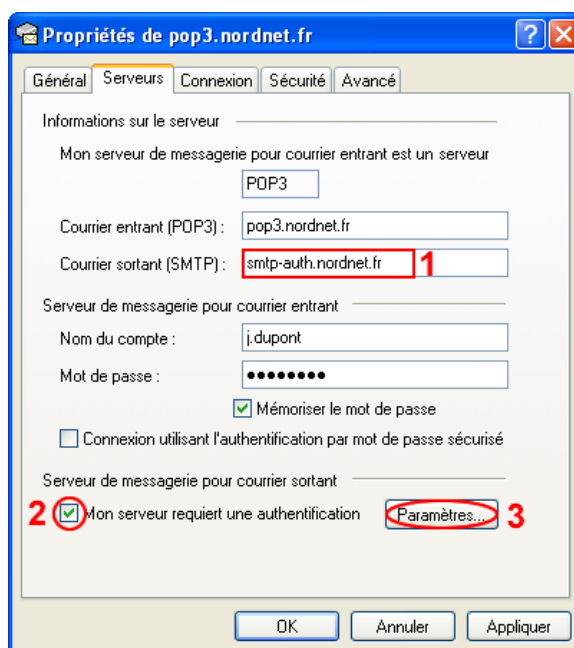 Propriétés de pop3.nordnet.fr
Général Serveurs Connexion Sécurité Avancé
Informations sur le serveur
Mon serveur de messagerie pour courrier entrant est un serveur
POP3
Courrier entrant (POP3) : pop3.nordnet.fr
Courrier sortant (SMTP) : smtp-auth.nordnet.fr 1
Serveur de messagerie pour courrier entrant
Nom du compte : j.dupont
Mot de passe : ●●●●●●●●
Mémoriser le mot de passe
Connexion utilisant l'authentification par mot de passe sécurisé
Serveur de messagerie pour courrier sortant
2 Mon serveur requiert une authentification Paramètres... 3
OK Annuler Appliquer